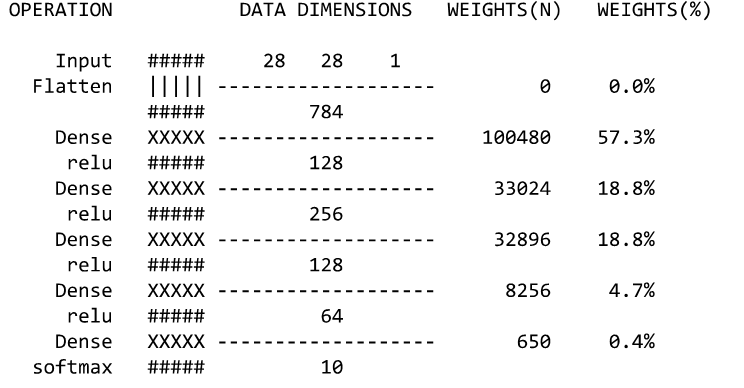 OPERATION           DATA DIMENSIONS   WEIGHTS(N)   WEIGHTS(%)
Input   #####     28   28    1
Flatten   ||||| -------------------         0     0.0%
#####         784
Dense   XXXXX -------------------    100480    57.3%
relu   #####         128
Dense   XXXXX -------------------     33024    18.8%
relu   #####         256
Dense   XXXXX -------------------     32896    18.8%
relu   #####         128
Dense   XXXXX -------------------      8256     4.7%
relu   #####          64
Dense   XXXXX -------------------       650     0.4%
softmax   #####          10